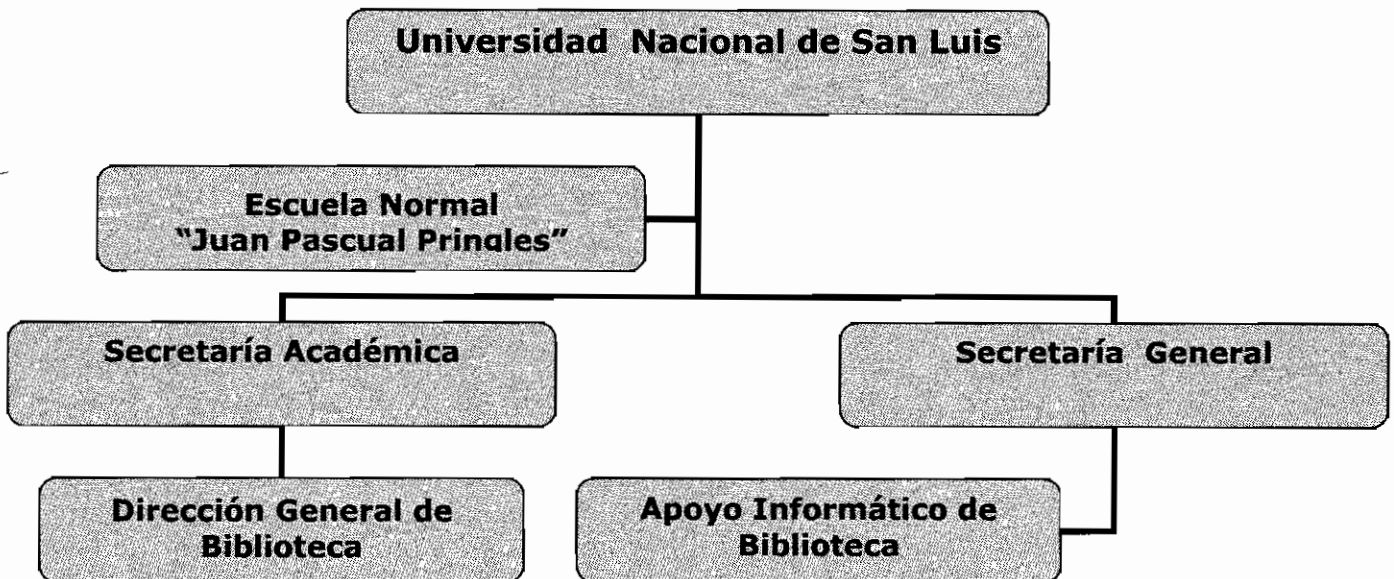 Universidad Nacional de San Luis
Escuela Normal
“Juan Pascual Pringles”
Secretaría Académica
Secretaría General
Dirección General de
Biblioteca
Apoyo Informático de
Biblioteca